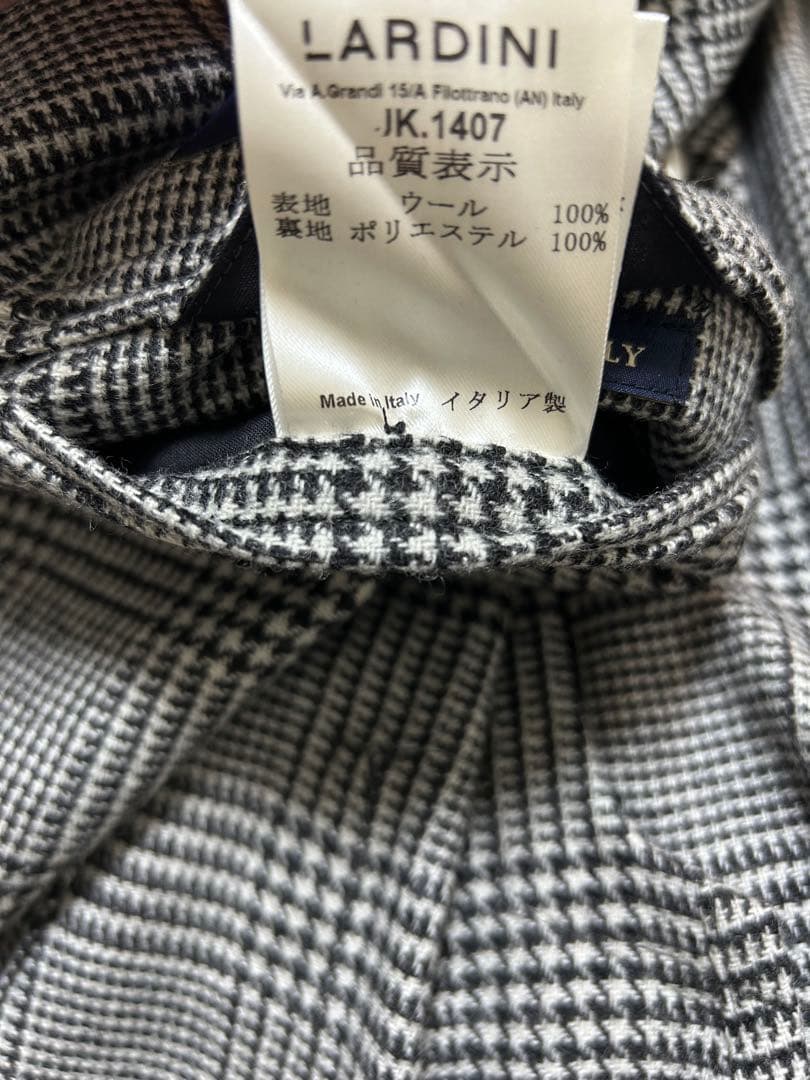 LARDINI
Via A.Grandi 15/A Filottrano (AN) Italy
JK.1407
品質表示
表地 ウール 100%
裏地 ポリエステル 100%
LY
Made in Italy イタリア製